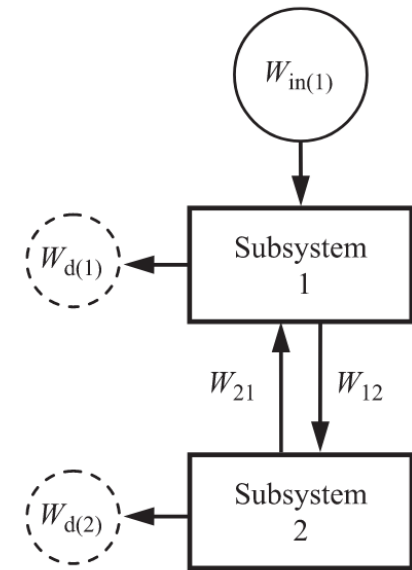 W_in(1)
Subsystem
1
W_d(1)
W_21
W_12
Subsystem
2
W_d(2)